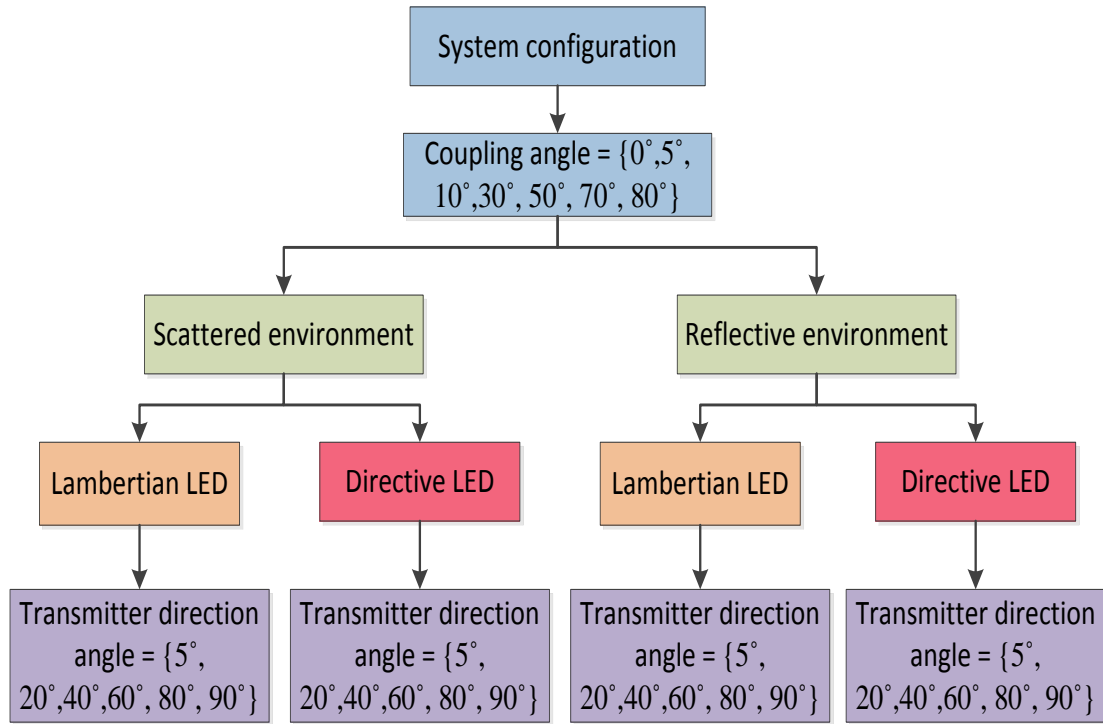 System configuration
Coupling angle = {0°,5°,
10°,30°, 50°, 70°, 80°}
Scattered environment
Reflective environment
Lambertian LED
Directive LED
Lambertian LED
Directive LED
Transmitter direction
angle = {5°,
20°,40°,60°, 80°, 90°}
Transmitter direction
angle = {5°,
20°,40°,60°, 80°, 90°}
Transmitter direction
angle = {5°,
20°,40°,60°, 80°, 90°}
Transmitter direction
angle = {5°,
20°,40°,60°, 80°, 90°}